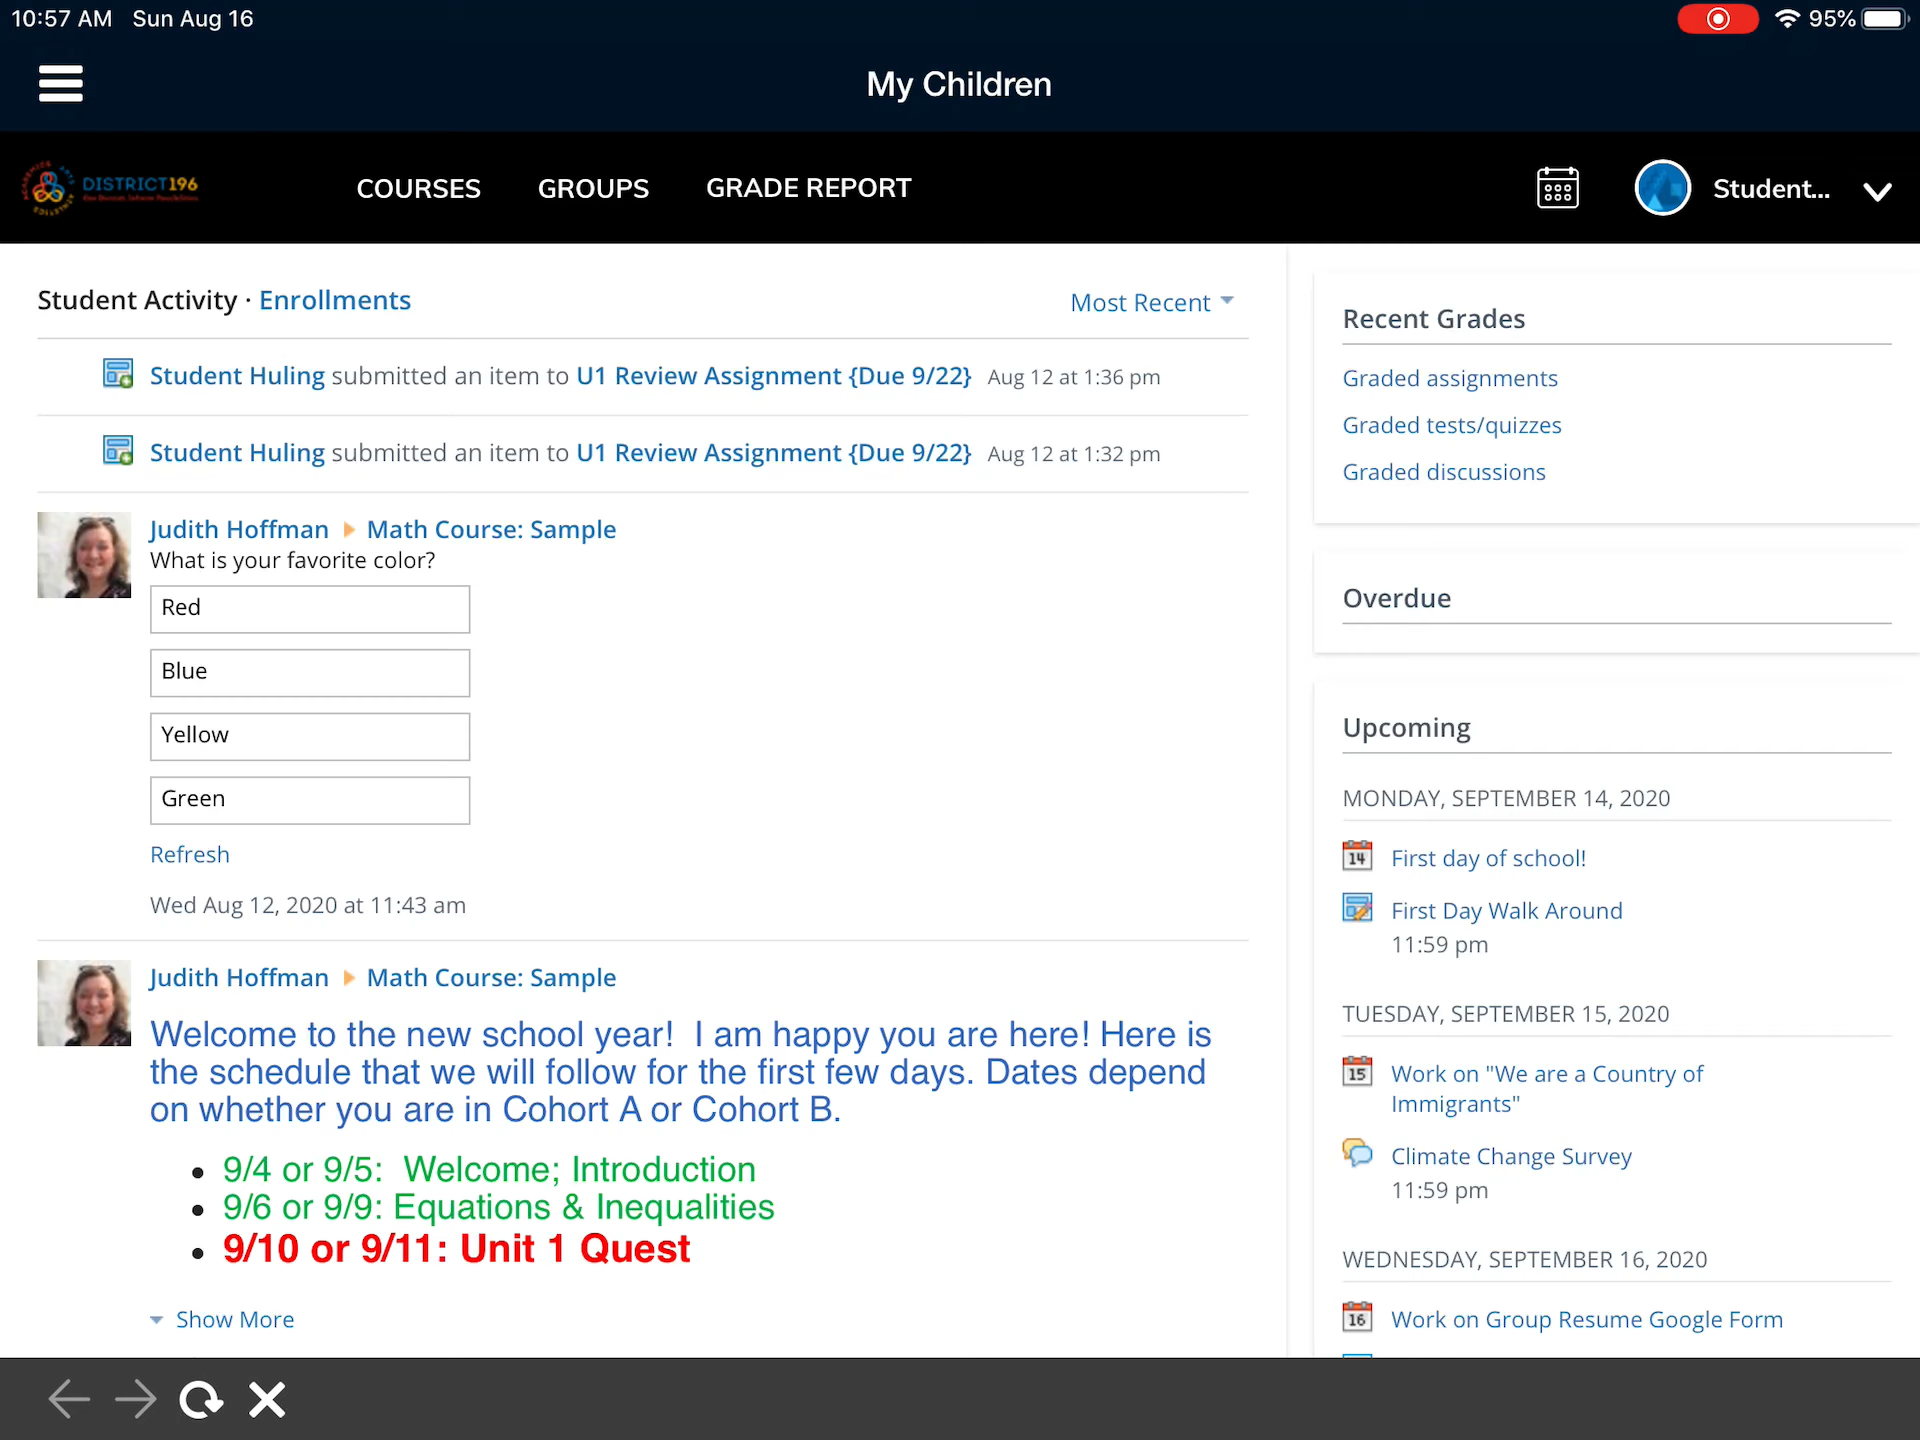 10:57 AM Sun Aug 16
95%
My Children
DISTRICT196
COURSES
GROUPS
GRADE REPORT
Student...
Student Activity · Enrollments
Most Recent
Student Huling submitted an item to U1 Review Assignment {Due 9/22} Aug 12 at 1:36 pm
Student Huling submitted an item to U1 Review Assignment {Due 9/22} Aug 12 at 1:32 pm
Judith Hoffman Math Course: Sample
What is your favorite color?
Red
Blue
Yellow
Green
Refresh
Wed Aug 12, 2020 at 11:43 am
Judith Hoffman Math Course: Sample
Welcome to the new school year!  I am happy you are here! Here is
the schedule that we will follow for the first few days. Dates depend
on whether you are in Cohort A or Cohort B.
• 9/4 or 9/5:  Welcome; Introduction
• 9/6 or 9/9: Equations & Inequalities
• 9/10 or 9/11: Unit 1 Quest
Show More
Recent Grades
Graded assignments
Graded tests/quizzes
Graded discussions
Overdue
Upcoming
MONDAY, SEPTEMBER 14, 2020
14 First day of school!
First Day Walk Around
11:59 pm
TUESDAY, SEPTEMBER 15, 2020
15 Work on "We are a Country of
Immigrants"
Climate Change Survey
11:59 pm
WEDNESDAY, SEPTEMBER 16, 2020
16 Work on Group Resume Google Form